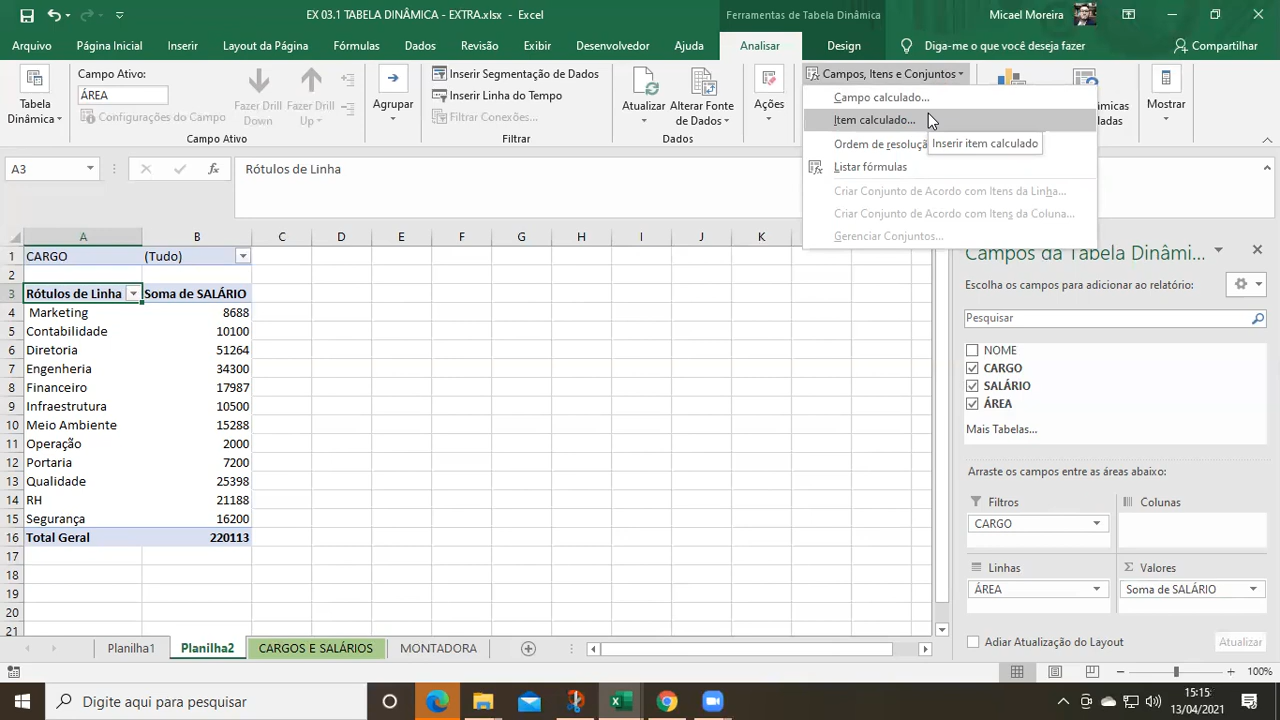 EX 03.1 TABELA DINÂMICA - EXTRA.xlsx - Excel
Ferramentas de Tabela Dinâmica
Micael Moreira
Arquivo
Página Inicial
Inserir
Layout da Página
Fórmulas
Dados
Revisão
Exibir
Desenvolvedor
Ajuda
Analisar
Design
Diga-me o que você deseja fazer
Compartilhar
Tabela
Dinâmica
Campo Ativo:
ÁREA
Configurações do Campo
Fazer Drill
Down
Fazer Drill
Up
Campo Ativo
Agrupar
Inserir Segmentação de Dados
Inserir Linha do Tempo
Filtrar Conexões
Filtrar
Atualizar
Alterar Fonte
de Dados
Dados
Ações
Campos, Itens e Conjuntos
Campo calculado...
Item calculado...
Ordem de resoluç
Inserir item calculado
Listar fórmulas
Criar Conjunto de Acordo com Itens da Linha...
Criar Conjunto de Acordo com Itens da Coluna...
Gerenciar Conjuntos...
âmicas
Mostrar
A3
fx
Rótulos de Linha
A B C D E F G H I J K
1 CARGO (Tudo)
2
3 Rótulos de Linha Soma de SALÁRIO
4 Marketing 8688
5 Contabilidade 10100
6 Diretoria 51264
7 Engenheria 34300
8 Financeiro 17987
9 Infraestrutura 10500
10 Meio Ambiente 15288
11 Operação 2000
12 Portaria 7200
13 Qualidade 25398
14 RH 21188
15 Segurança 16200
16 Total Geral 220113
17
18
19
20
21
Campos da Tabela Dinâmi...
Escolha os campos para adicionar ao relatório:
Pesquisar
NOME
CARGO
SALÁRIO
ÁREA
Mais Tabelas...
Arraste os campos entre as áreas abaixo:
Filtros
CARGO
Colunas
Linhas
ÁREA
Σ Valores
Soma de SALÁRIO
Adiar Atualização do Layout
Atualizar
Planilha1
Planilha2
CARGOS E SALÁRIOS
MONTADORA
100%
Digite aqui para pesquisar
15:15
13/04/2021